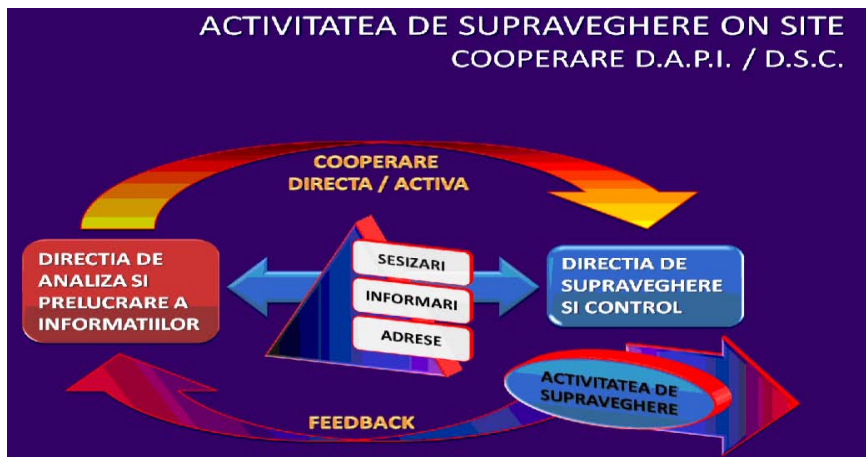 ACTIVITATEA DE SUPRAVEGHERE ON SITE
COOPERARE D.A.P.I. / D.S.C.
COOPERARE
DIRECTA / ACTIVA
DIRECTIA DE
ANALIZA SI
PRELUCRARE A
INFORMATIILOR
SESIZARI
INFORMARI
ADRESE
DIRECTIA DE
SUPRAVEGHERE
SI CONTROL
ACTIVITATEA DE
SUPRAVEGHERE
FEEDBACK